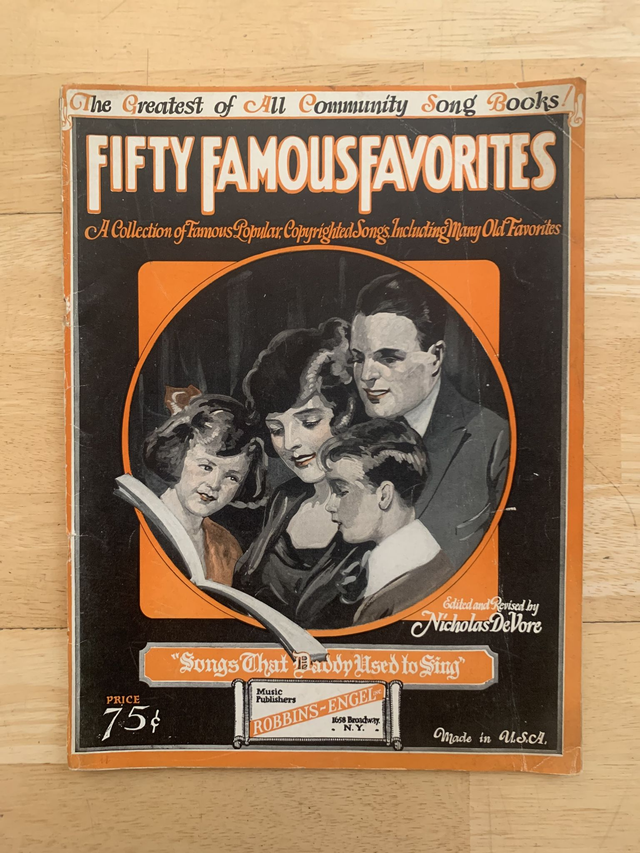 The Greatest of All Community Song Books!
FIFTY FAMOUS FAVORITES
A Collection of Famous Popular, Copyrighted Songs, Including Many Old Favorites
Edited and Revised by
Nicholas DeVore
"Songs That Daddy Used to Sing"
PRICE
75¢
Music
Publishers
ROBBINS-ENGEL INC
1658 Broadway.
N.Y.
Made in U.S.A.